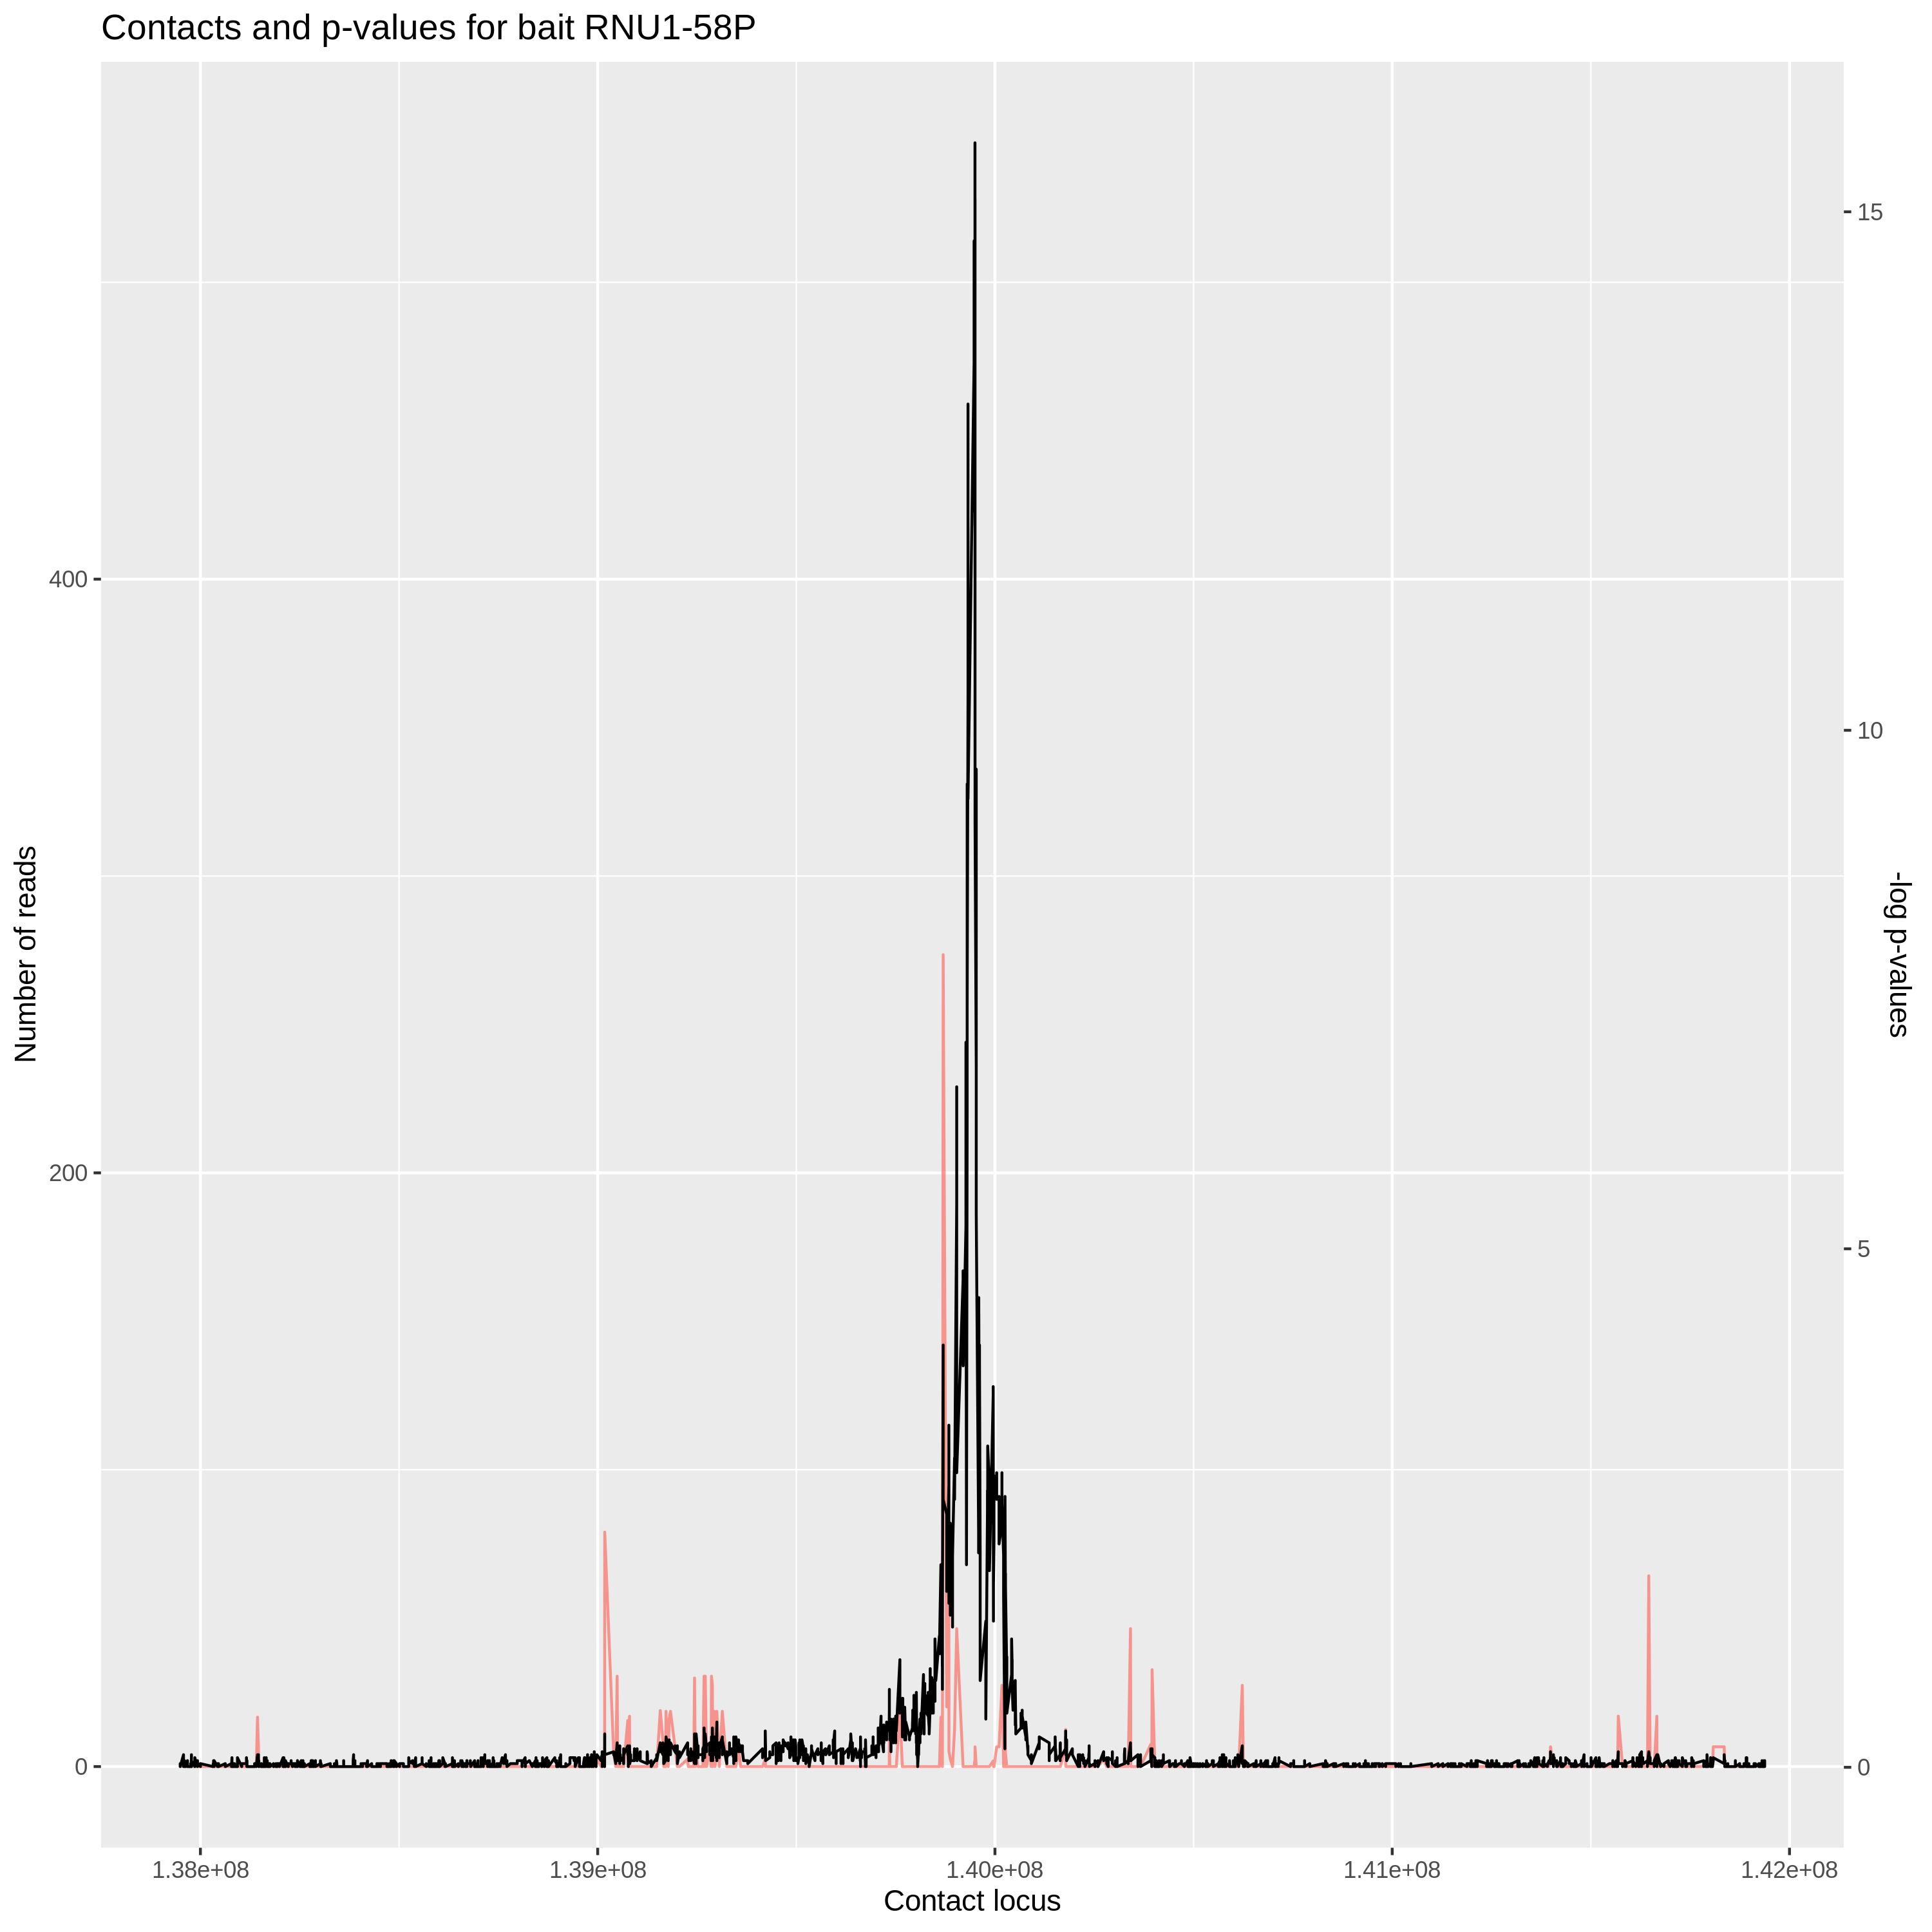 Contacts and p-values for bait RNU1-58P
15
400
10
Number of reads
-log p-values
200
5
0
0
1.38e+08
1.39e+08
1.40e+08
1.41e+08
1.42e+08
Contact locus